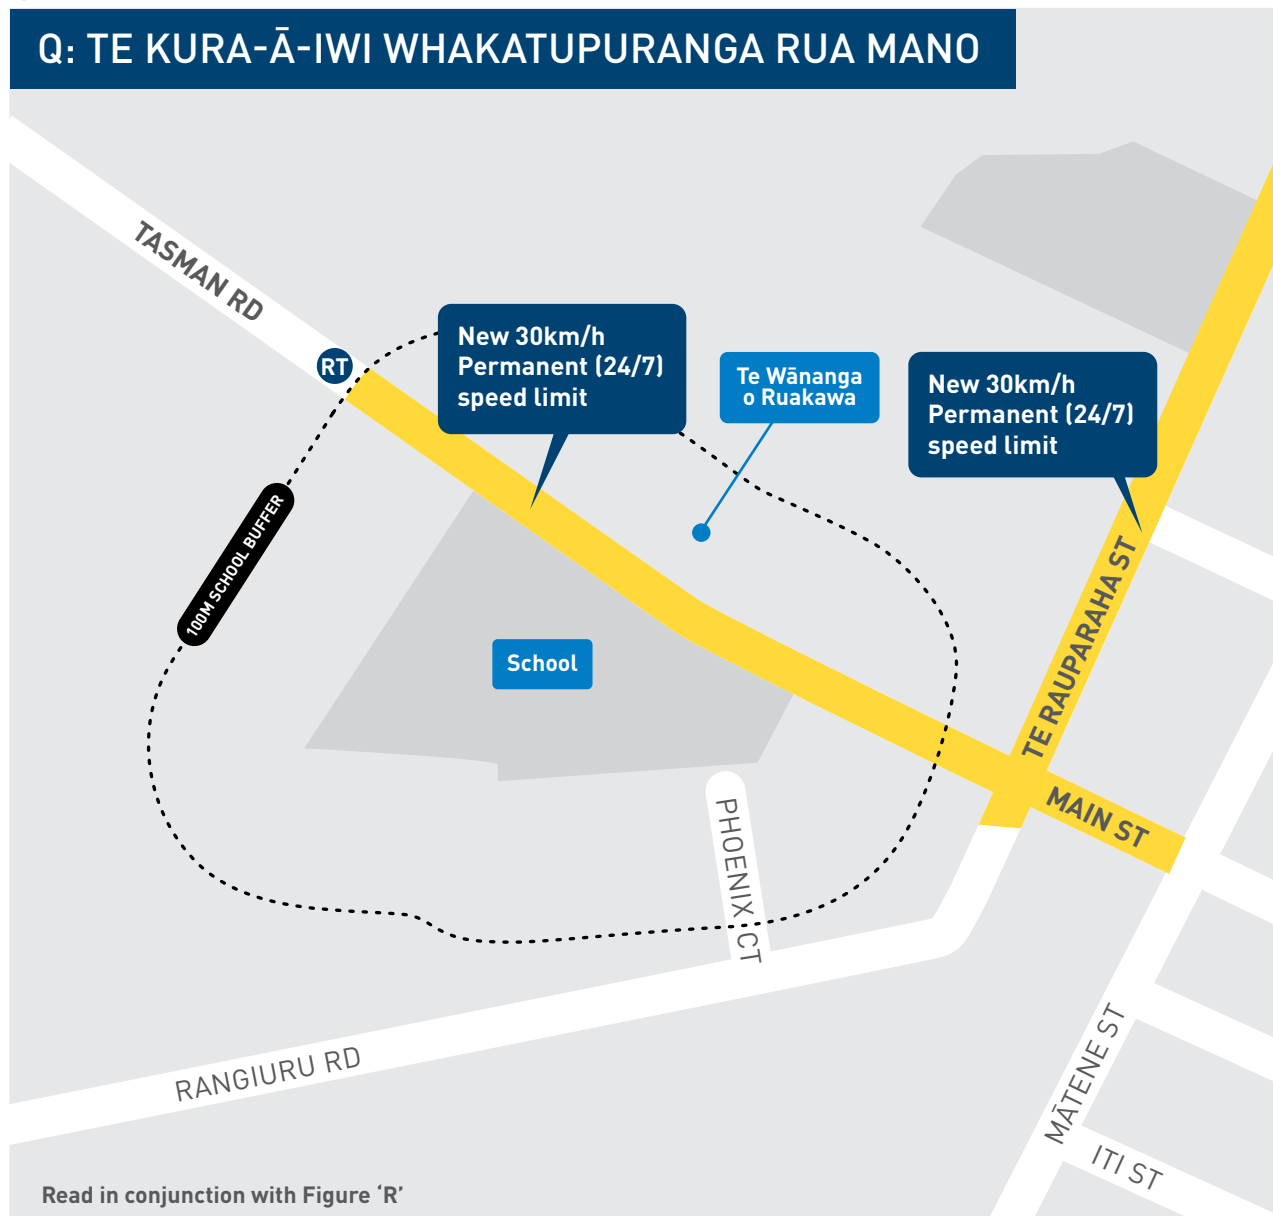 Q: TE KURA-Ā-IWI WHAKATUPURANGA RUA MANO
TASMAN RD
RT
New 30km/h
Permanent (24/7)
speed limit
Te Wānanga
o Ruakawa
New 30km/h
Permanent (24/7)
speed limit
100M SCHOOL BUFFER
School
TE RAUPARAHA ST
MAIN ST
PHOENIX CT
RANGIURU RD
MĀTENE ST
ITI ST
Read in conjunction with Figure ‘R’